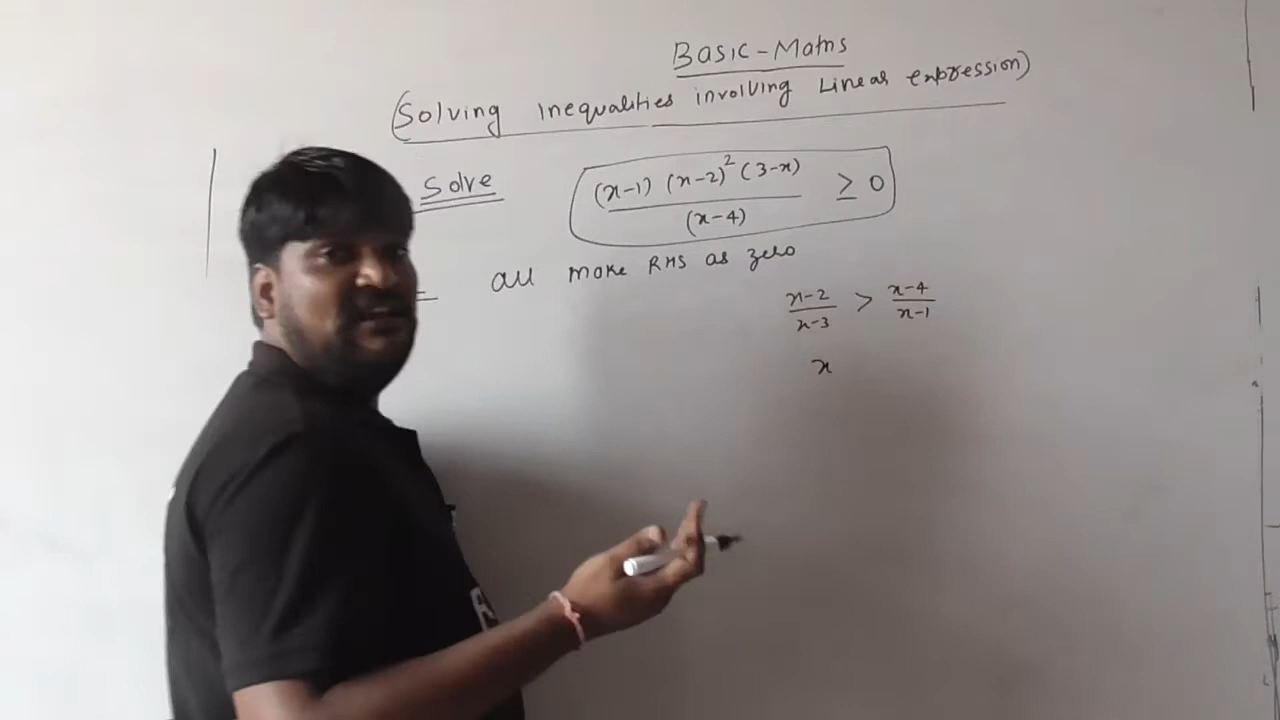 Basic-Maths
(Solving inequalities involving Linear expression)
Solve (x-1) (x-2)² (3-x) / (x-4) ≥ 0
all make RHS as zero
x-2 / x-3 > x-4 / x-1
x